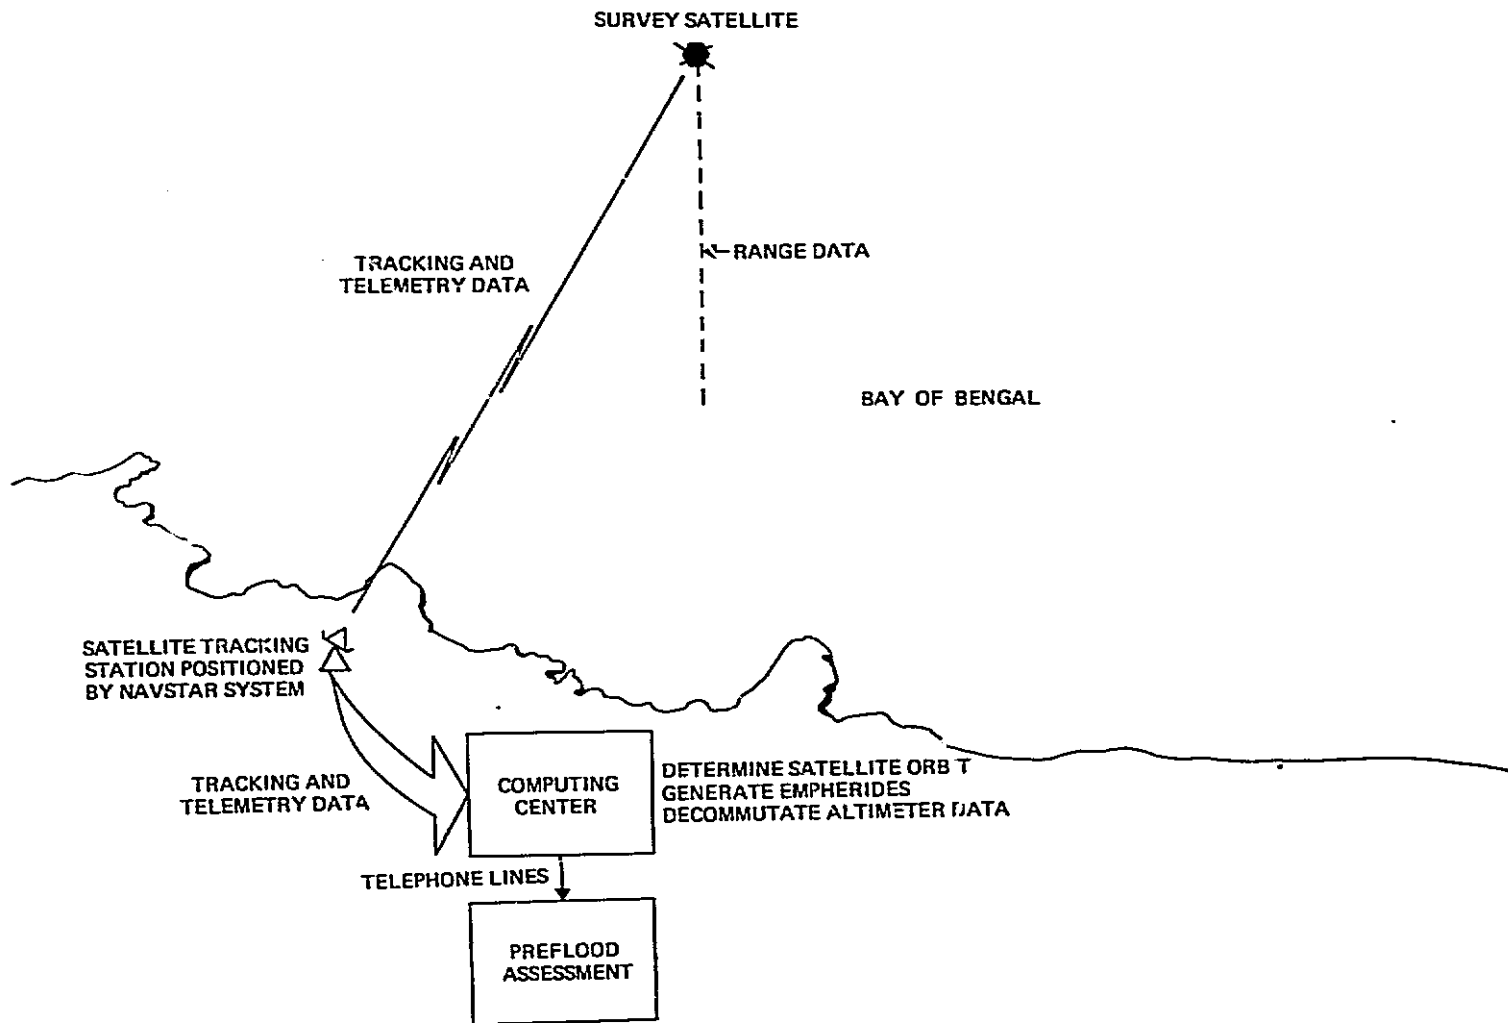 SURVEY SATELLITE
RANGE DATA
TRACKING AND
TELEMETRY DATA
BAY OF BENGAL
SATELLITE TRACKING
STATION POSITIONED
BY NAVSTAR SYSTEM
TRACKING AND
TELEMETRY DATA
COMPUTING
CENTER
DETERMINE SATELLITE ORB T
GENERATE EMPHERIDES
DECOMMUTATE ALTIMETER DATA
TELEPHONE LINES
PREFLOOD
ASSESSMENT